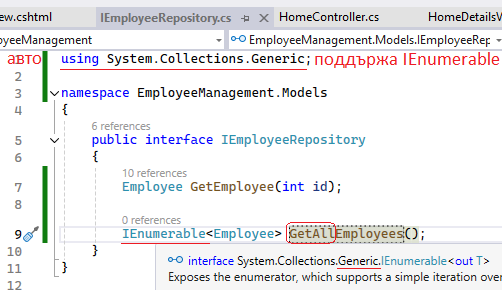 ew.cshtml IEmployeeRepository.cs HomeController.cs HomeDetailsV
oyeeManagement EmployeeManagement.Models.IEmployeeRep
авто 1 using System.Collections.Generic; поддържа IEnumerable
2
3 namespace EmployeeManagement.Models
4 {
6 references
5 public interface IEmployeeRepository
6 {
10 references
7 Employee GetEmployee(int id);
8
0 references
9 IEnumerable<Employee> GetAllEmployees();
10 }
11 }
12 interface System.Collections.Generic.IEnumerable<out T>
Exposes the enumerator, which supports a simple iteration over